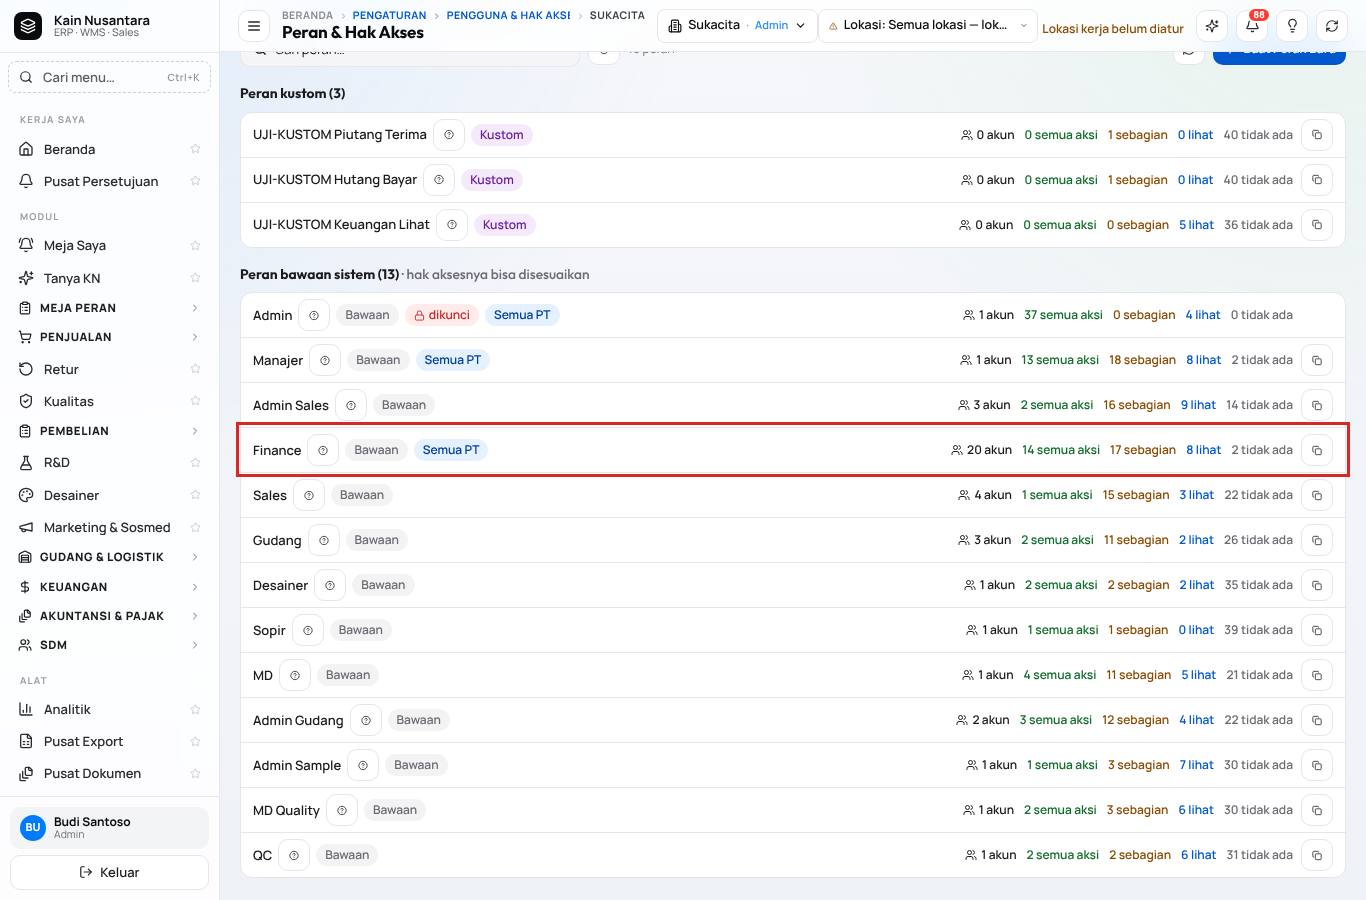 Kain Nusantara
ERP · WMS · Sales
Cari menu... Ctrl+K
KERJA SAYA
Beranda
Pusat Persetujuan
MODUL
Meja Saya
Tanya KN
MEJA PERAN
PENJUALAN
Retur
Kualitas
PEMBELIAN
R&D
Desainer
Marketing & Sosmed
GUDANG & LOGISTIK
KEUANGAN
AKUNTANSI & PAJAK
SDM
ALAT
Analitik
Pusat Export
Pusat Dokumen
BU
Budi Santoso
Admin
Keluar
BERANDA › PENGATURAN › PENGGUNA & HAK AKSE › SUKACITA
Peran & Hak Akses
Sukacita · Admin
Lokasi: Semua lokasi — lok...
Lokasi kerja belum diatur
88
Peran kustom (3)
UJI-KUSTOM Piutang Terima Kustom 0 akun 0 semua aksi 1 sebagian 0 lihat 40 tidak ada
UJI-KUSTOM Hutang Bayar Kustom 0 akun 0 semua aksi 1 sebagian 0 lihat 40 tidak ada
UJI-KUSTOM Keuangan Lihat Kustom 0 akun 0 semua aksi 0 sebagian 5 lihat 36 tidak ada
Peran bawaan sistem (13) · hak aksesnya bisa disesuaikan
Admin Bawaan dikunci Semua PT 1 akun 37 semua aksi 0 sebagian 4 lihat 0 tidak ada
Manajer Bawaan Semua PT 1 akun 13 semua aksi 18 sebagian 8 lihat 2 tidak ada
Admin Sales Bawaan 3 akun 2 semua aksi 16 sebagian 9 lihat 14 tidak ada
Finance Bawaan Semua PT 20 akun 14 semua aksi 17 sebagian 8 lihat 2 tidak ada
Sales Bawaan 4 akun 1 semua aksi 15 sebagian 3 lihat 22 tidak ada
Gudang Bawaan 3 akun 2 semua aksi 11 sebagian 2 lihat 26 tidak ada
Desainer Bawaan 1 akun 2 semua aksi 2 sebagian 2 lihat 35 tidak ada
Sopir Bawaan 1 akun 1 semua aksi 1 sebagian 0 lihat 39 tidak ada
MD Bawaan 1 akun 4 semua aksi 11 sebagian 5 lihat 21 tidak ada
Admin Gudang Bawaan 2 akun 3 semua aksi 12 sebagian 4 lihat 22 tidak ada
Admin Sample Bawaan 1 akun 1 semua aksi 3 sebagian 7 lihat 30 tidak ada
MD Quality Bawaan 1 akun 2 semua aksi 3 sebagian 6 lihat 30 tidak ada
QC Bawaan 1 akun 2 semua aksi 2 sebagian 6 lihat 31 tidak ada